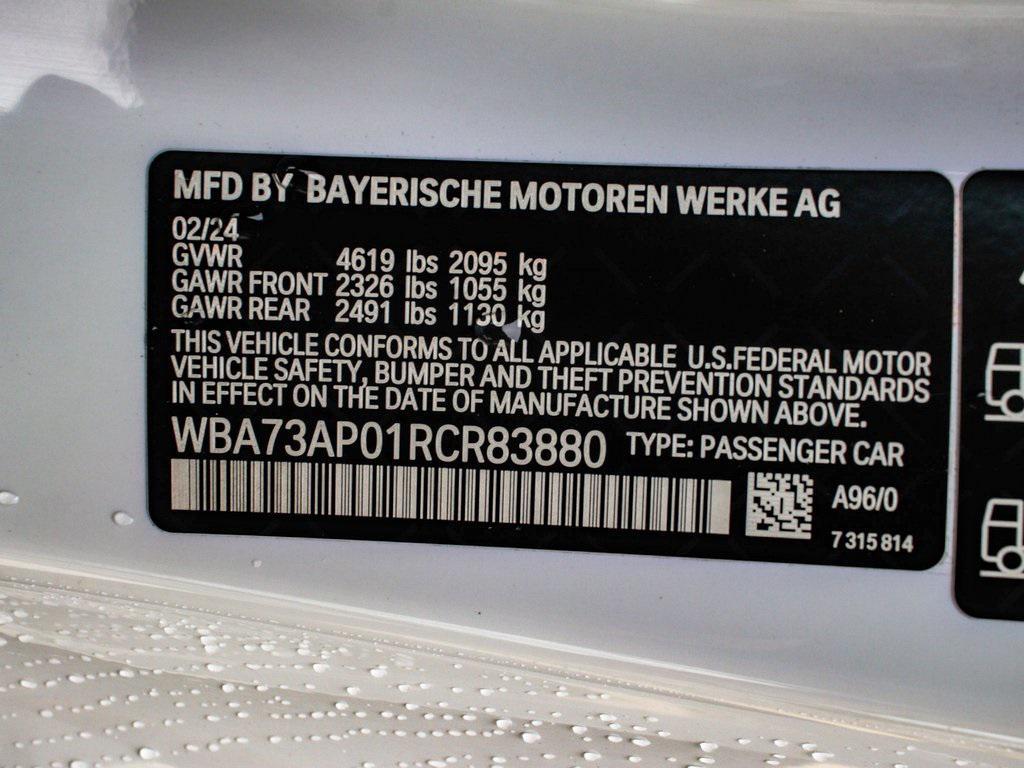 MFD BY BAYERISCHE MOTOREN WERKE AG
02/24
GVWR 4619 lbs 2095 kg
GAWR FRONT 2326 lbs 1055 kg
GAWR REAR 2491 lbs 1130 kg
THIS VEHICLE CONFORMS TO ALL APPLICABLE U.S.FEDERAL MOTOR
VEHICLE SAFETY, BUMPER AND THEFT PREVENTION STANDARDS
IN EFFECT ON THE DATE OF MANUFACTURE SHOWN ABOVE.
WBA73AP01RCR83880 TYPE: PASSENGER CAR
A96/0
7 315 814